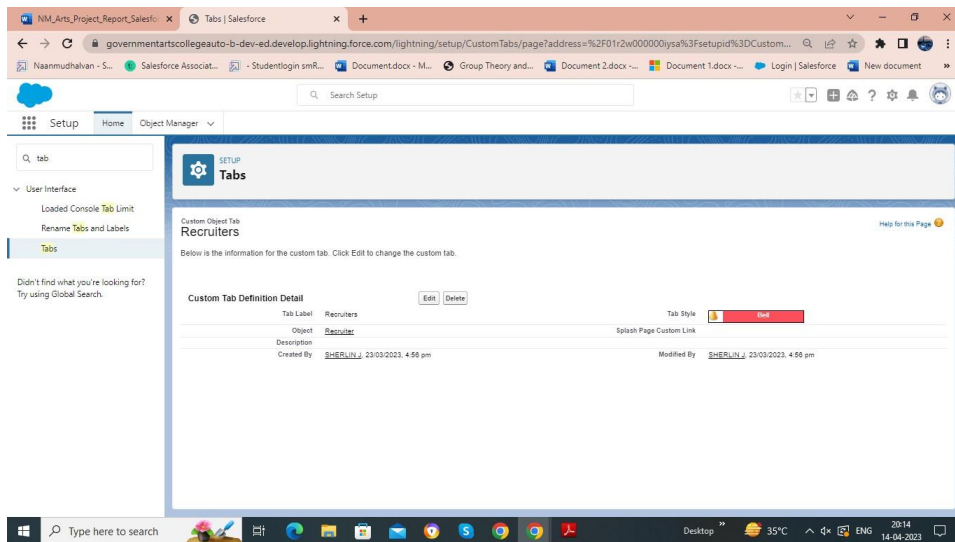 NM_Arts_Project_Report_Salesfo
Tabs | Salesforce
governmentartscollegeauto-b-dev-ed.develop.lightning.force.com/lightning/setup/CustomTabs/page?address=%2F01r2w000000iysa%3Fsetupid%3DCustom...
Naanmudhalvan - S...
Salesforce Associat...
- Studentlogin smR...
Document.docx - M...
Group Theory and...
Document 2.docx -...
Document 1.docx -...
Login | Salesforce
New document
»
Search Setup
Setup
Home
Object Manager
tab
User Interface
Loaded Console Tab Limit
Rename Tabs and Labels
Tabs
Didn't find what you're looking for?
Try using Global Search.
SETUP
Tabs
Custom Object Tab
Recruiters
Help for this Page
Below is the information for the custom tab. Click Edit to change the custom tab.
Custom Tab Definition Detail
Edit Delete
Tab Label Recruiters Tab Style Bell
Object Recruiter Splash Page Custom Link
Description
Created By SHERLIN J, 23/03/2023, 4:56 pm Modified By SHERLIN J, 23/03/2023, 4:56 pm
Type here to search
Desktop »
35°C
ENG
20:14
14-04-2023